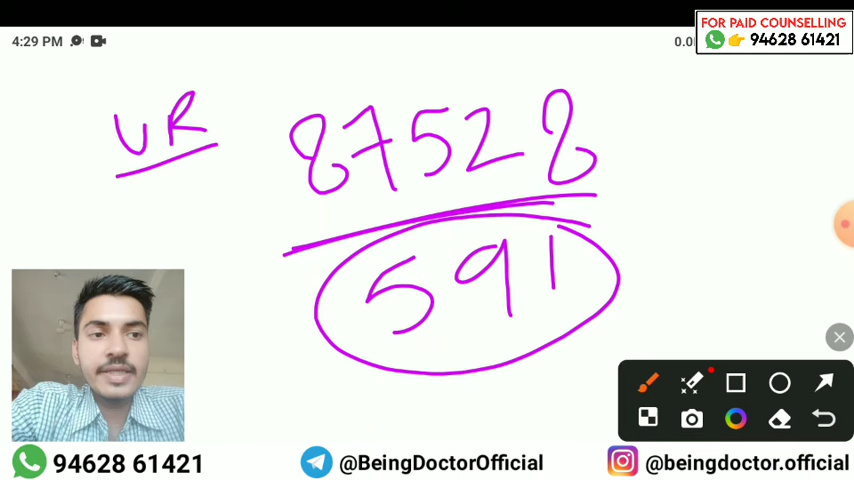 FOR PAID COUNSELLING
94628 61421
4:29 PM
0.0
UR 87528
591
94628 61421 @BeingDoctorOfficial @beingdoctor.official